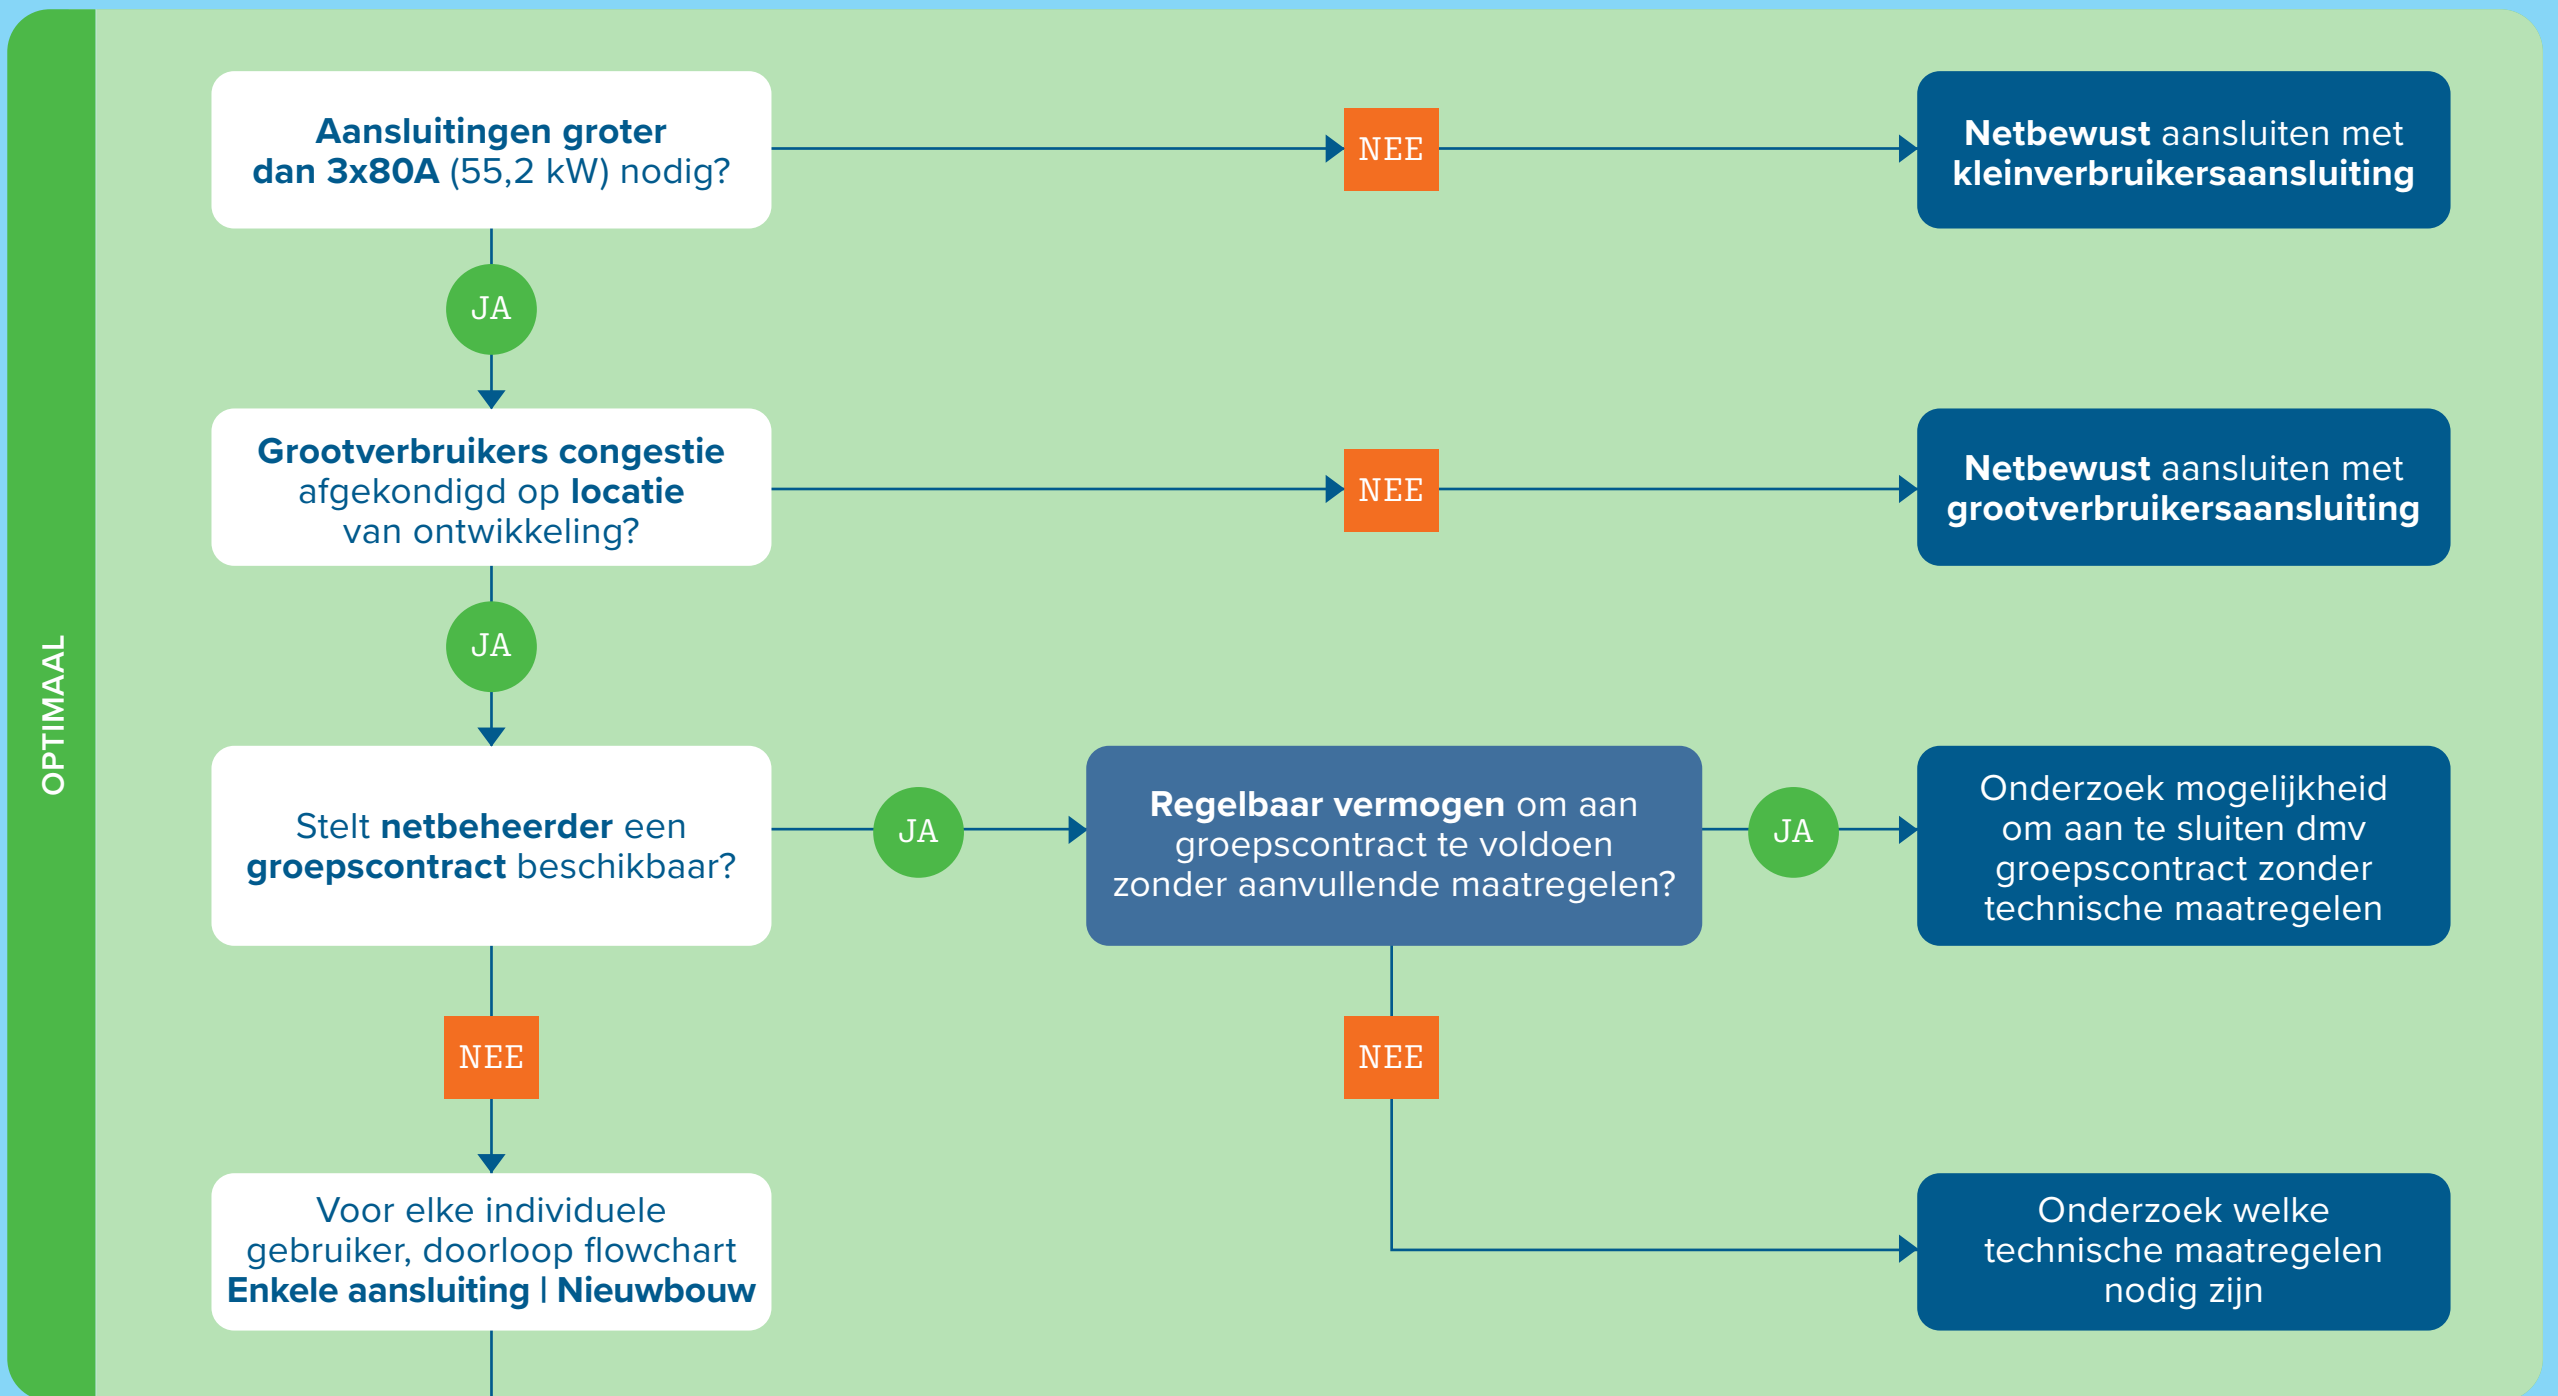 OPTIMAAL
Aansluitingen groter
dan 3x80A (55,2 kW) nodig?
NEE
Netbewust aansluiten met
kleinverbruikersaansluiting
JA
Grootverbruikers congestie
afgekondigd op locatie
van ontwikkeling?
NEE
Netbewust aansluiten met
grootverbruikersaansluiting
JA
Stelt netbeheerder een
groepscontract beschikbaar?
JA
Regelbaar vermogen om aan
groepscontract te voldoen
zonder aanvullende maatregelen?
JA
Onderzoek mogelijkheid
om aan te sluiten dmv
groepscontract zonder
technische maatregelen
NEE
NEE
Voor elke individuele
gebruiker, doorloop flowchart
Enkele aansluiting | Nieuwbouw
Onderzoek welke
technische maatregelen
nodig zijn